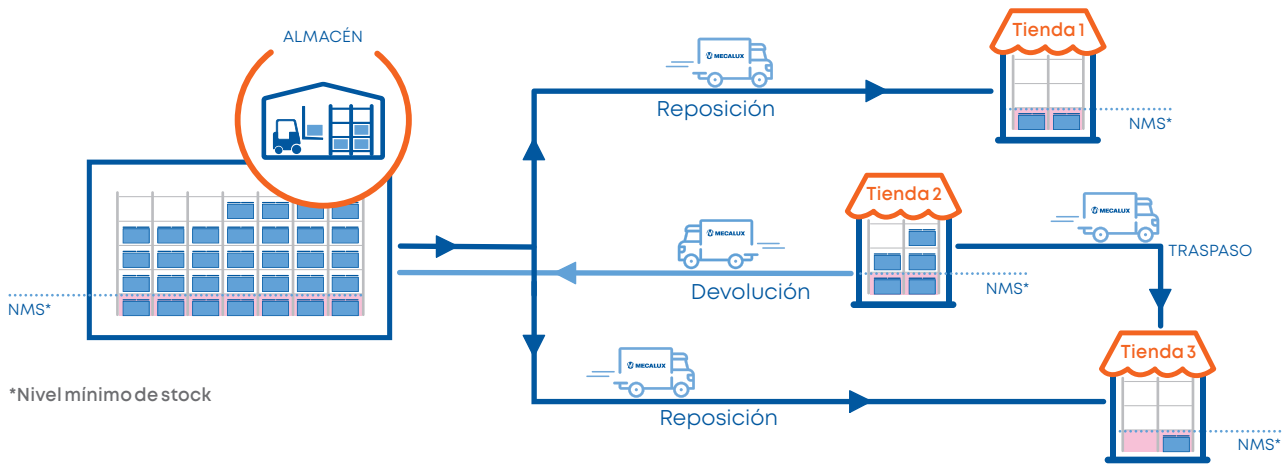 ALMACÉN
MECALUX
Tienda 1
Reposición
NMS*
Tienda 2
MECALUX
MECALUX
TRASPASO
Devolución
NMS*
NMS*
Tienda 3
MECALUX
*Nivel mínimo de stock
Reposición
NMS*